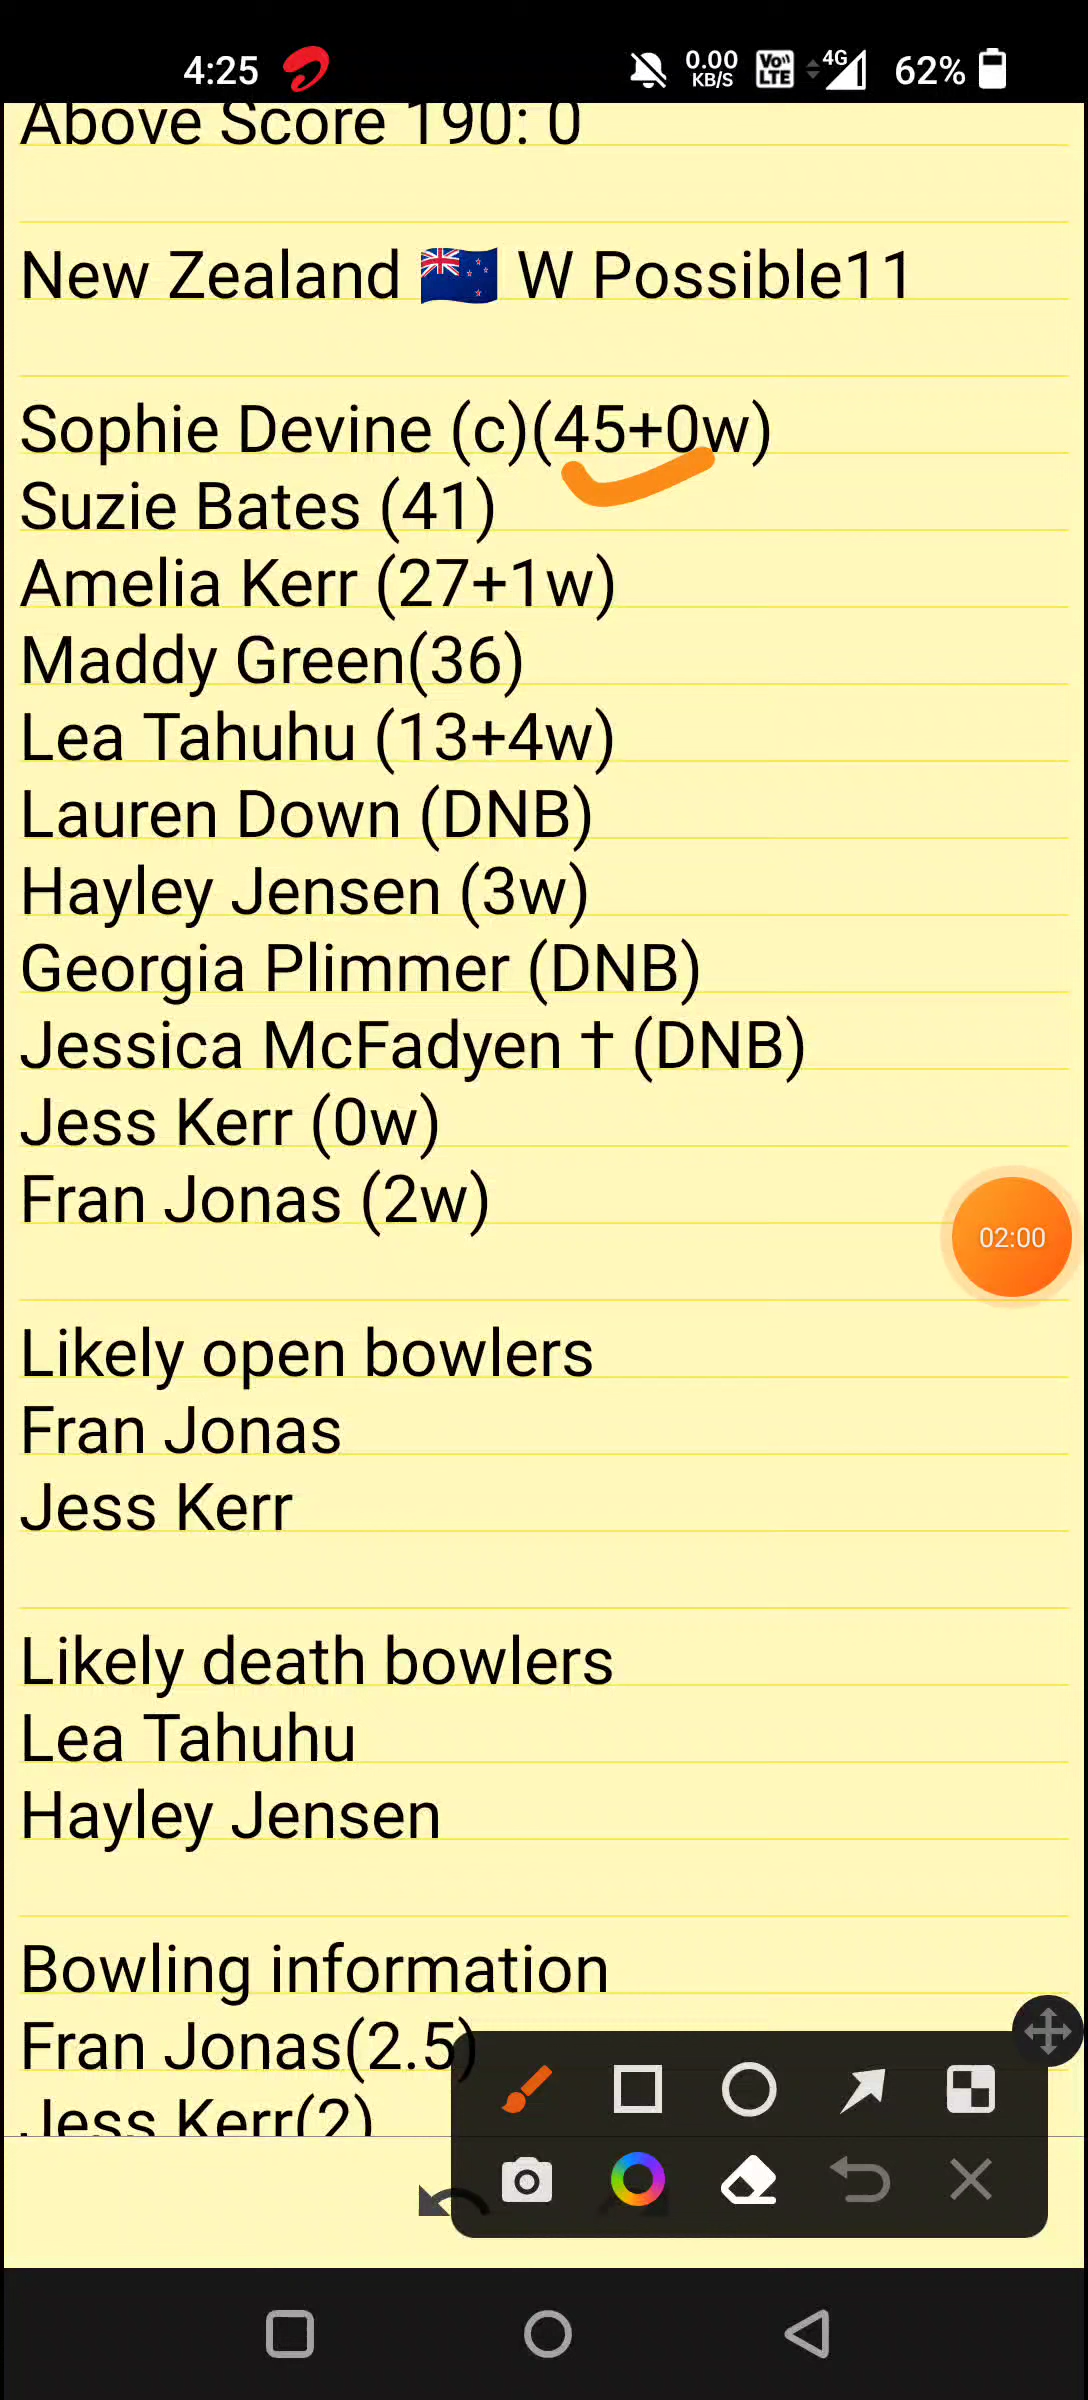 4:25 0.00 KB/S VoLTE 4G 62%
Above Score 190: 0
New Zealand 🇳🇿 W Possible11
Sophie Devine (c)(45+0w)
Suzie Bates (41)
Amelia Kerr (27+1w)
Maddy Green(36)
Lea Tahuhu (13+4w)
Lauren Down (DNB)
Hayley Jensen (3w)
Georgia Plimmer (DNB)
Jessica McFadyen † (DNB)
Jess Kerr (0w)
Fran Jonas (2w)
02:00
Likely open bowlers
Fran Jonas
Jess Kerr
Likely death bowlers
Lea Tahuhu
Hayley Jensen
Bowling information
Fran Jonas(2.5)
Jess Kerr(2)